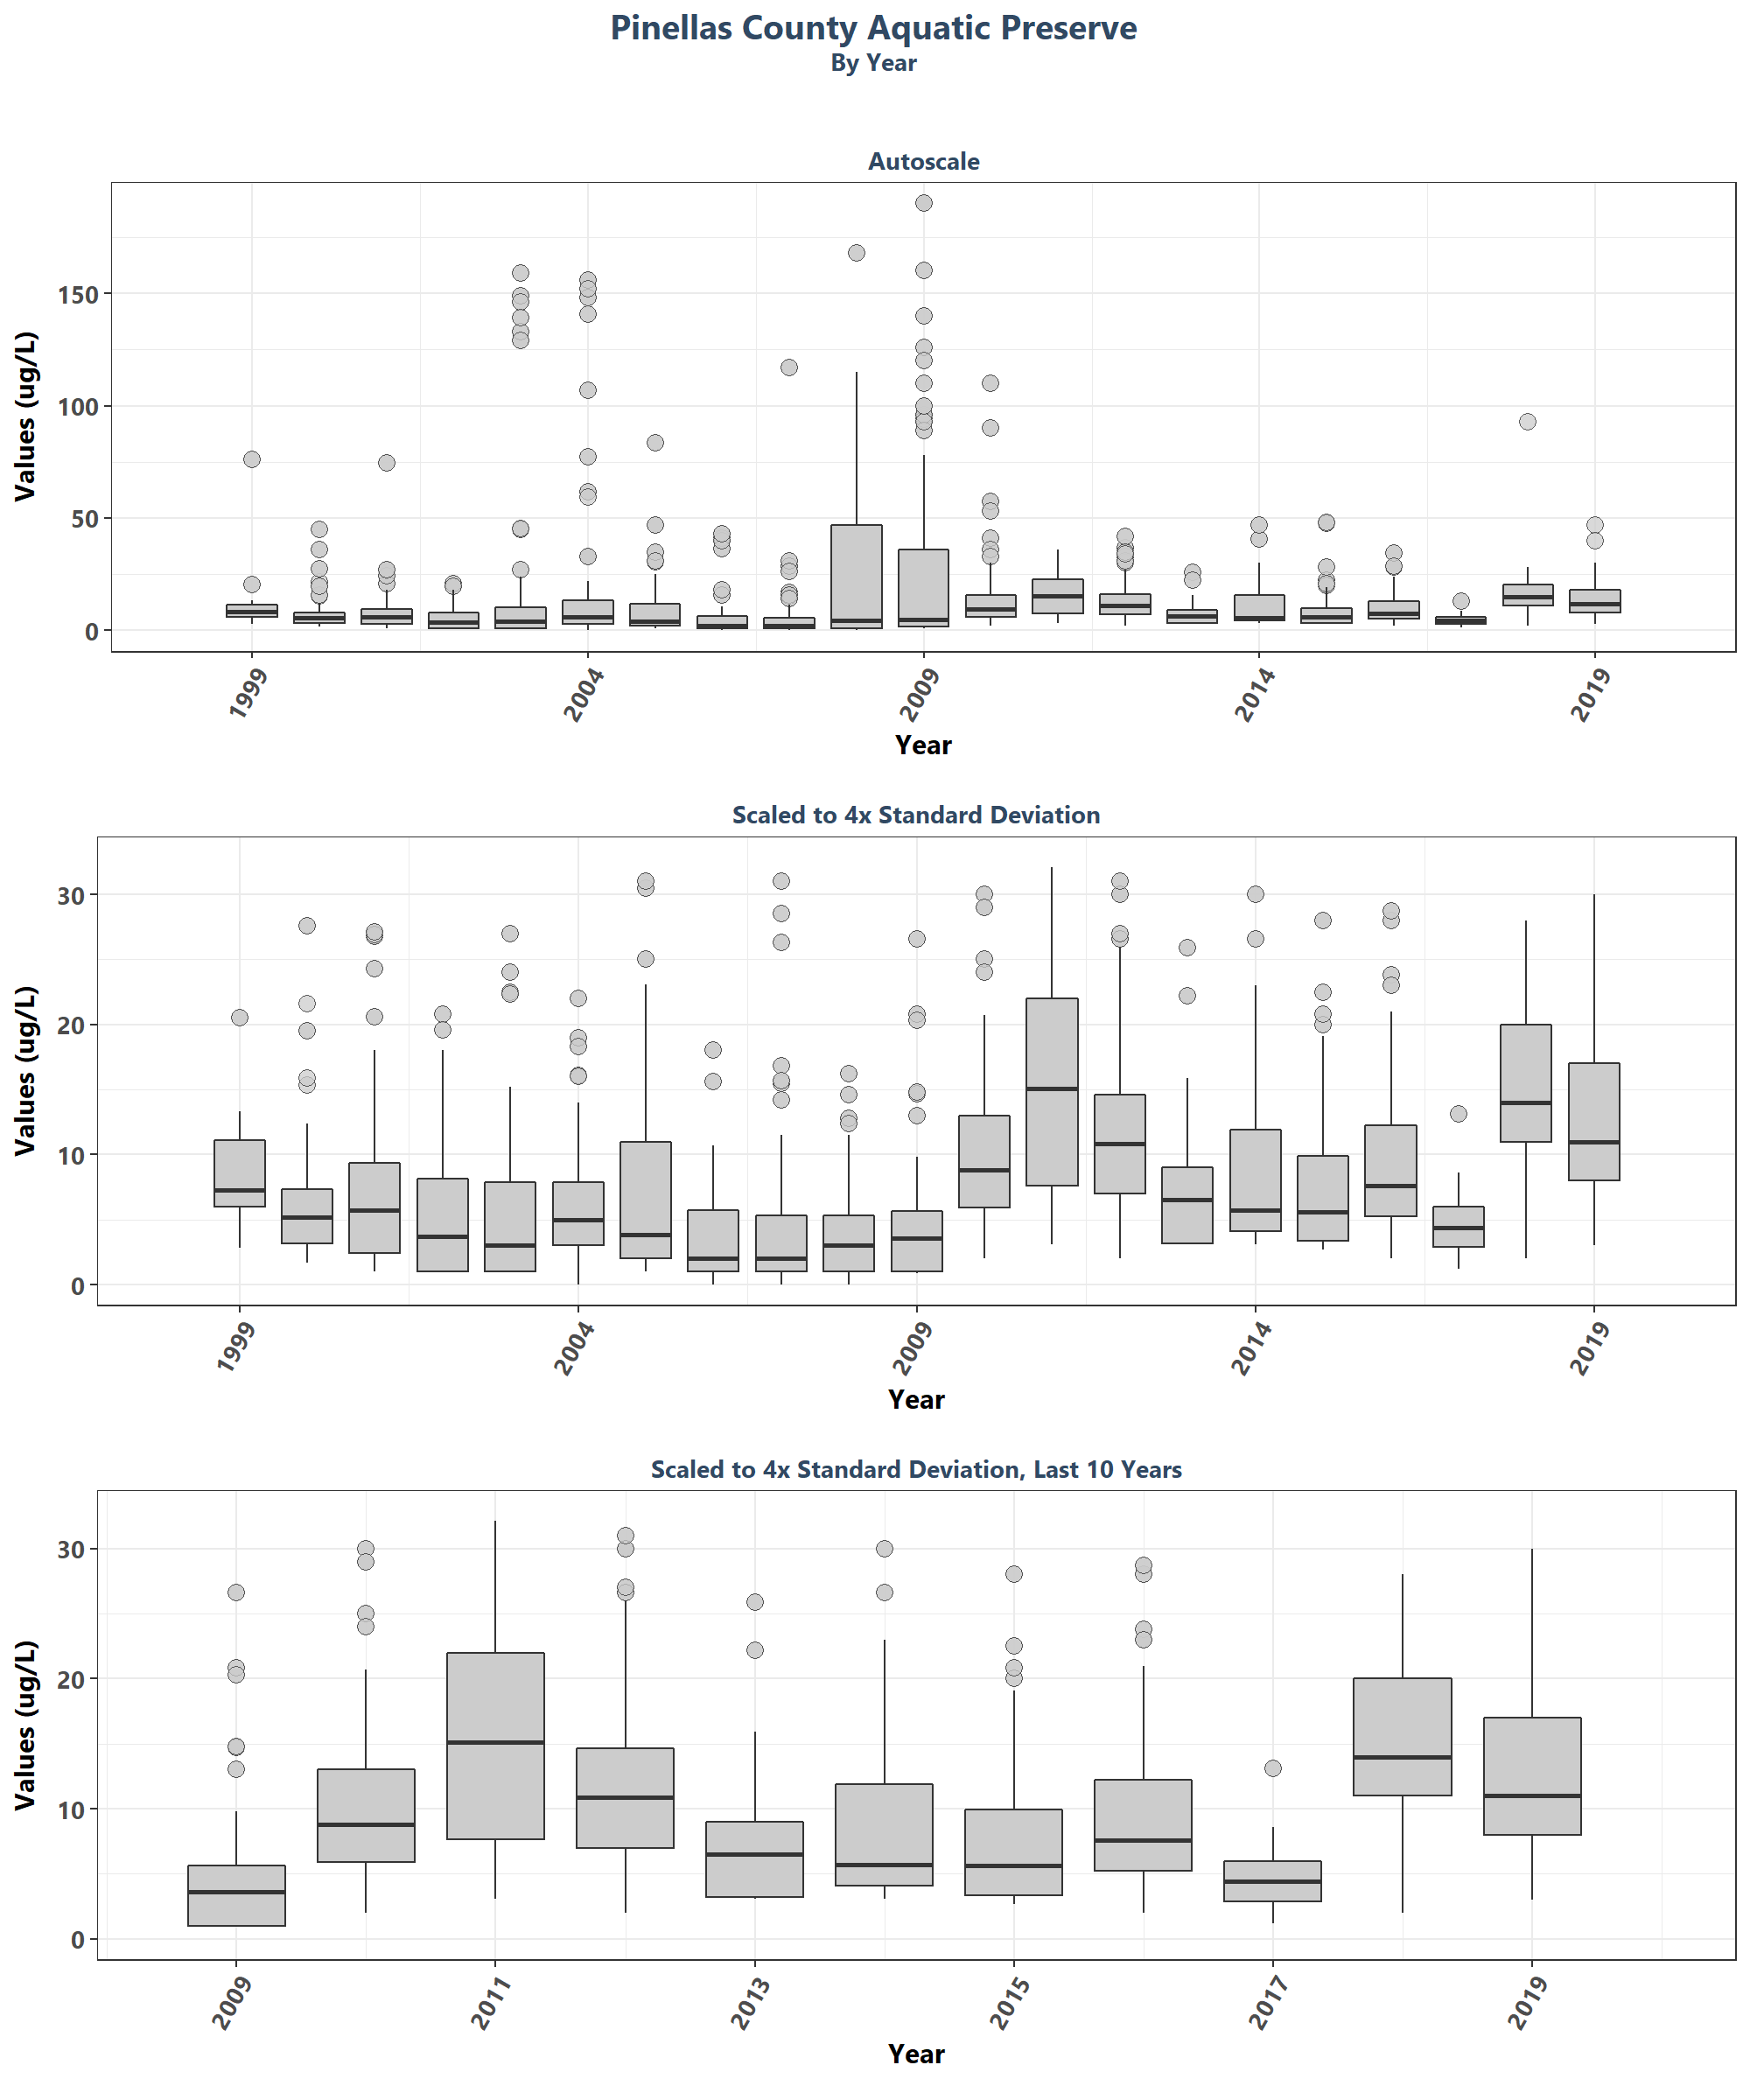 Pinellas County Aquatic Preserve
By Year
Autoscale
Values (ug/L)
150
100
50
0
1999
2004
2009
2014
2019
Year
Scaled to 4x Standard Deviation
Values (ug/L)
30
20
10
0
1999
2004
2009
2014
2019
Year
Scaled to 4x Standard Deviation, Last 10 Years
Values (ug/L)
30
20
10
0
2009
2011
2013
2015
2017
2019
Year